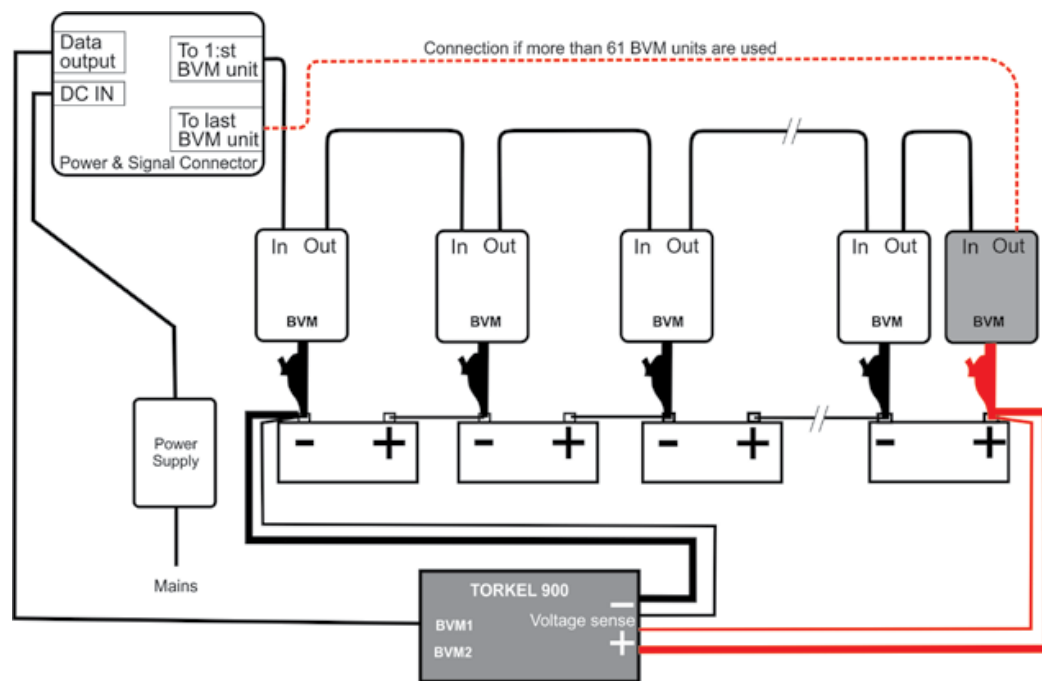 Data
output
DC IN
To 1:st
BVM unit
To last
BVM unit
Power & Signal Connector
Connection if more than 61 BVM units are used
In Out
BVM
In Out
BVM
In Out
BVM
In Out
BVM
In Out
BVM
- +
- +
- +
- +
Power
Supply
Mains
TORKEL 900
-
Voltage sense
+
BVM1
BVM2